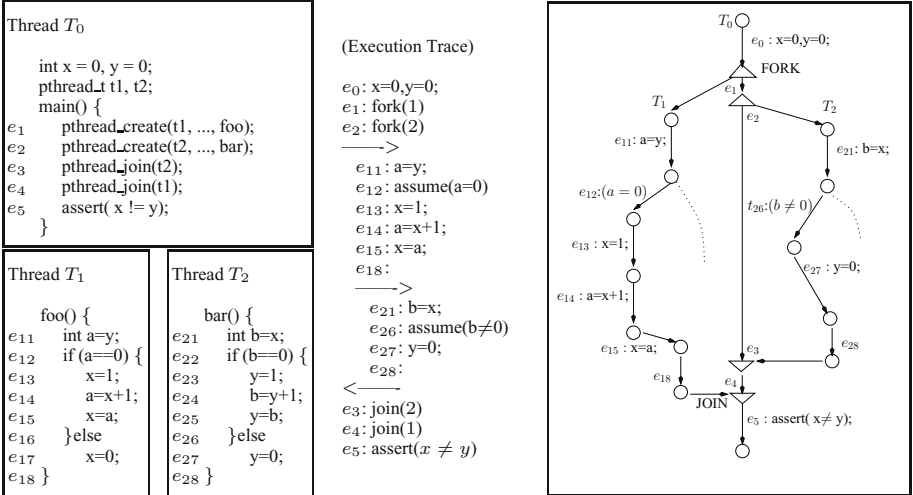 Thread T0
int x = 0, y = 0;
pthread_t t1, t2;
main() {
e1 pthread_create(t1, ..., foo);
e2 pthread_create(t2, ..., bar);
e3 pthread_join(t2);
e4 pthread_join(t1);
e5 assert( x != y);
}
Thread T1
foo() {
e11 int a=y;
e12 if (a==0) {
e13 x=1;
e14 a=x+1;
e15 x=a;
e16 }else
e17 x=0;
e18 }
Thread T2
bar() {
e21 int b=x;
e22 if (b==0) {
e23 y=1;
e24 b=y+1;
e25 y=b;
e26 }else
e27 y=0;
e28 }
(Execution Trace)
e0: x=0,y=0;
e1: fork(1)
e2: fork(2)
——->
e11: a=y;
e12: assume(a=0)
e13: x=1;
e14: a=x+1;
e15: x=a;
e18:
——->
e21: b=x;
e26: assume(b≠0)
e27: y=0;
e28:
<——-
e3: join(2)
e4: join(1)
e5: assert(x ≠ y)
T0
e0 : x=0,y=0;
FORK
e1
T1
e2
T2
e11: a=y;
e21: b=x;
e12:(a = 0)
t26:(b ≠ 0)
e13 : x=1;
e27 : y=0;
e14 : a=x+1;
e15 : x=a;
e3
e28
e18
e4
JOIN
e5 : assert( x≠ y);